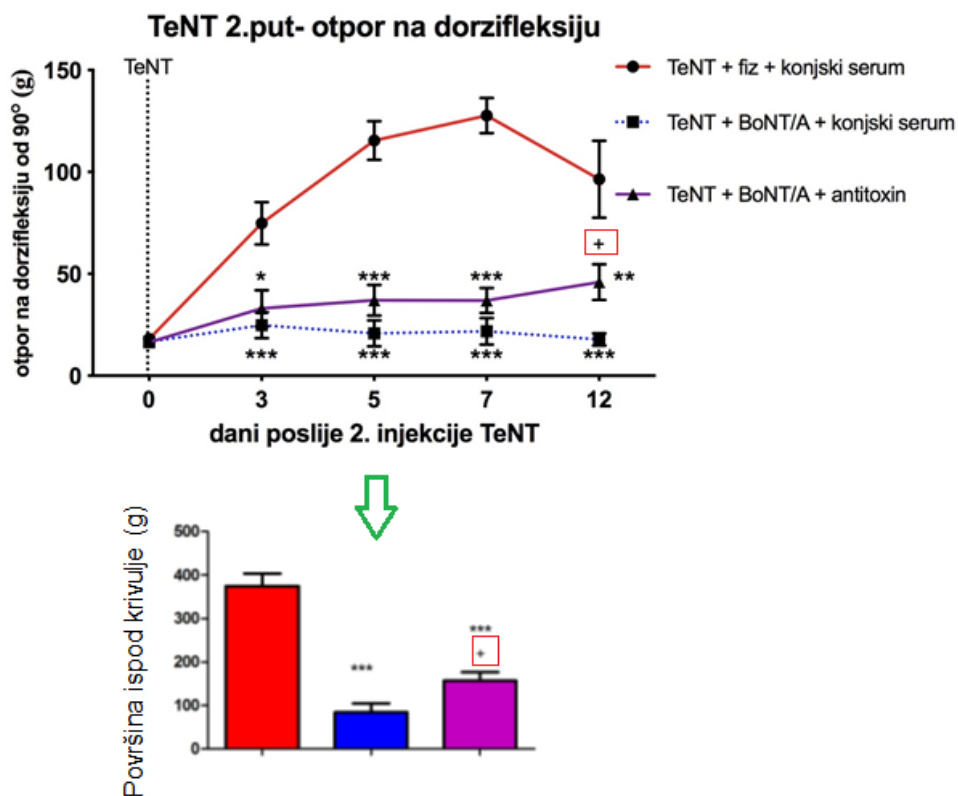 TeNT 2.put- otpor na dorzifleksiju
TeNT
otpor na dorzifleksiju od 90° (g)
150
100
50
0
TeNT + fiz + konjski serum
TeNT + BoNT/A + konjski serum
TeNT + BoNT/A + antitoxin
+
* *** *** **
*** *** *** ***
0 3 5 7 12
dani poslije 2. injekcije TeNT
Površina ispod krivulje (g)
500
400
300
200
100
0
***
***
+